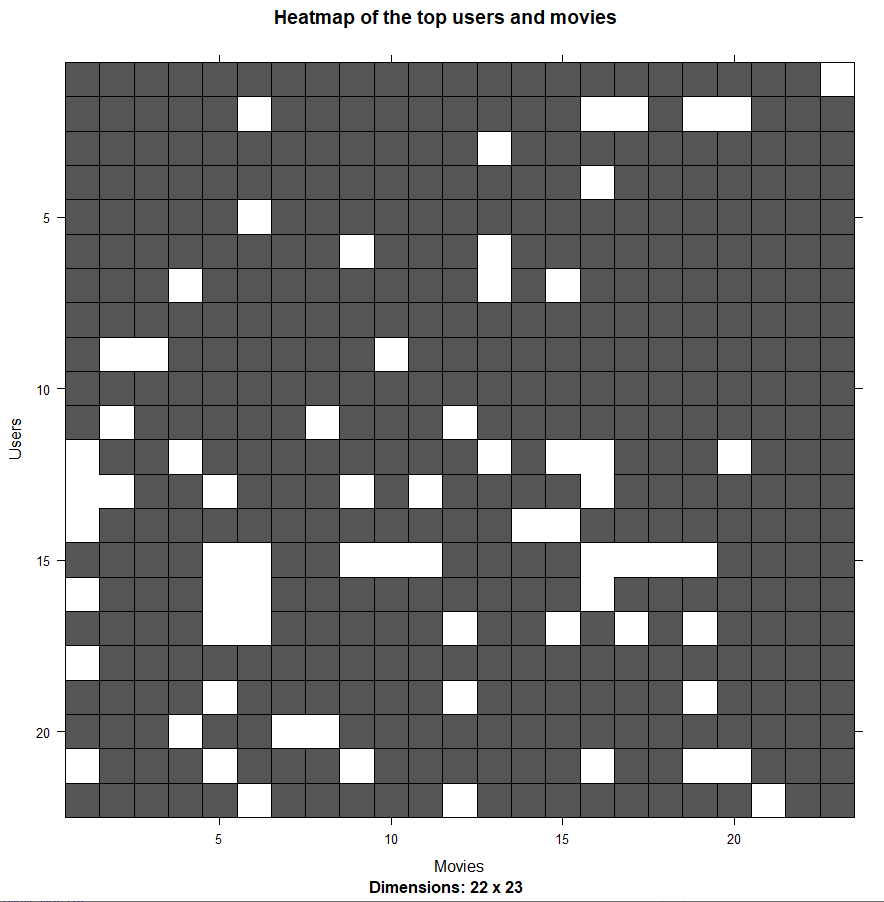 Heatmap of the top users and movies
5
10
15
20
Users
5 10 15 20
Movies
Dimensions: 22 x 23